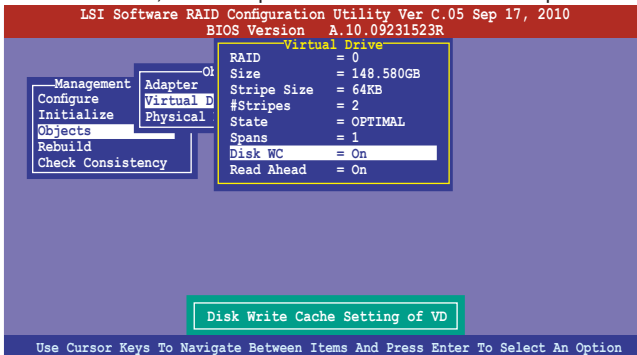 LSI Software RAID Configuration Utility Ver C.05 Sep 17, 2010
BIOS Version A.10.09231523R
Management
Configure
Initialize
Objects
Rebuild
Check Consistency
Adapter
Virtual
Physical
Virtual Drive
RAID = 0
Size = 148.580GB
Stripe Size = 64KB
#Stripes = 2
State = OPTIMAL
Spans = 1
Disk WC = On
Read Ahead = On
Disk Write Cache Setting of VD
Use Cursor Keys To Navigate Between Items And Press Enter To Select An Option